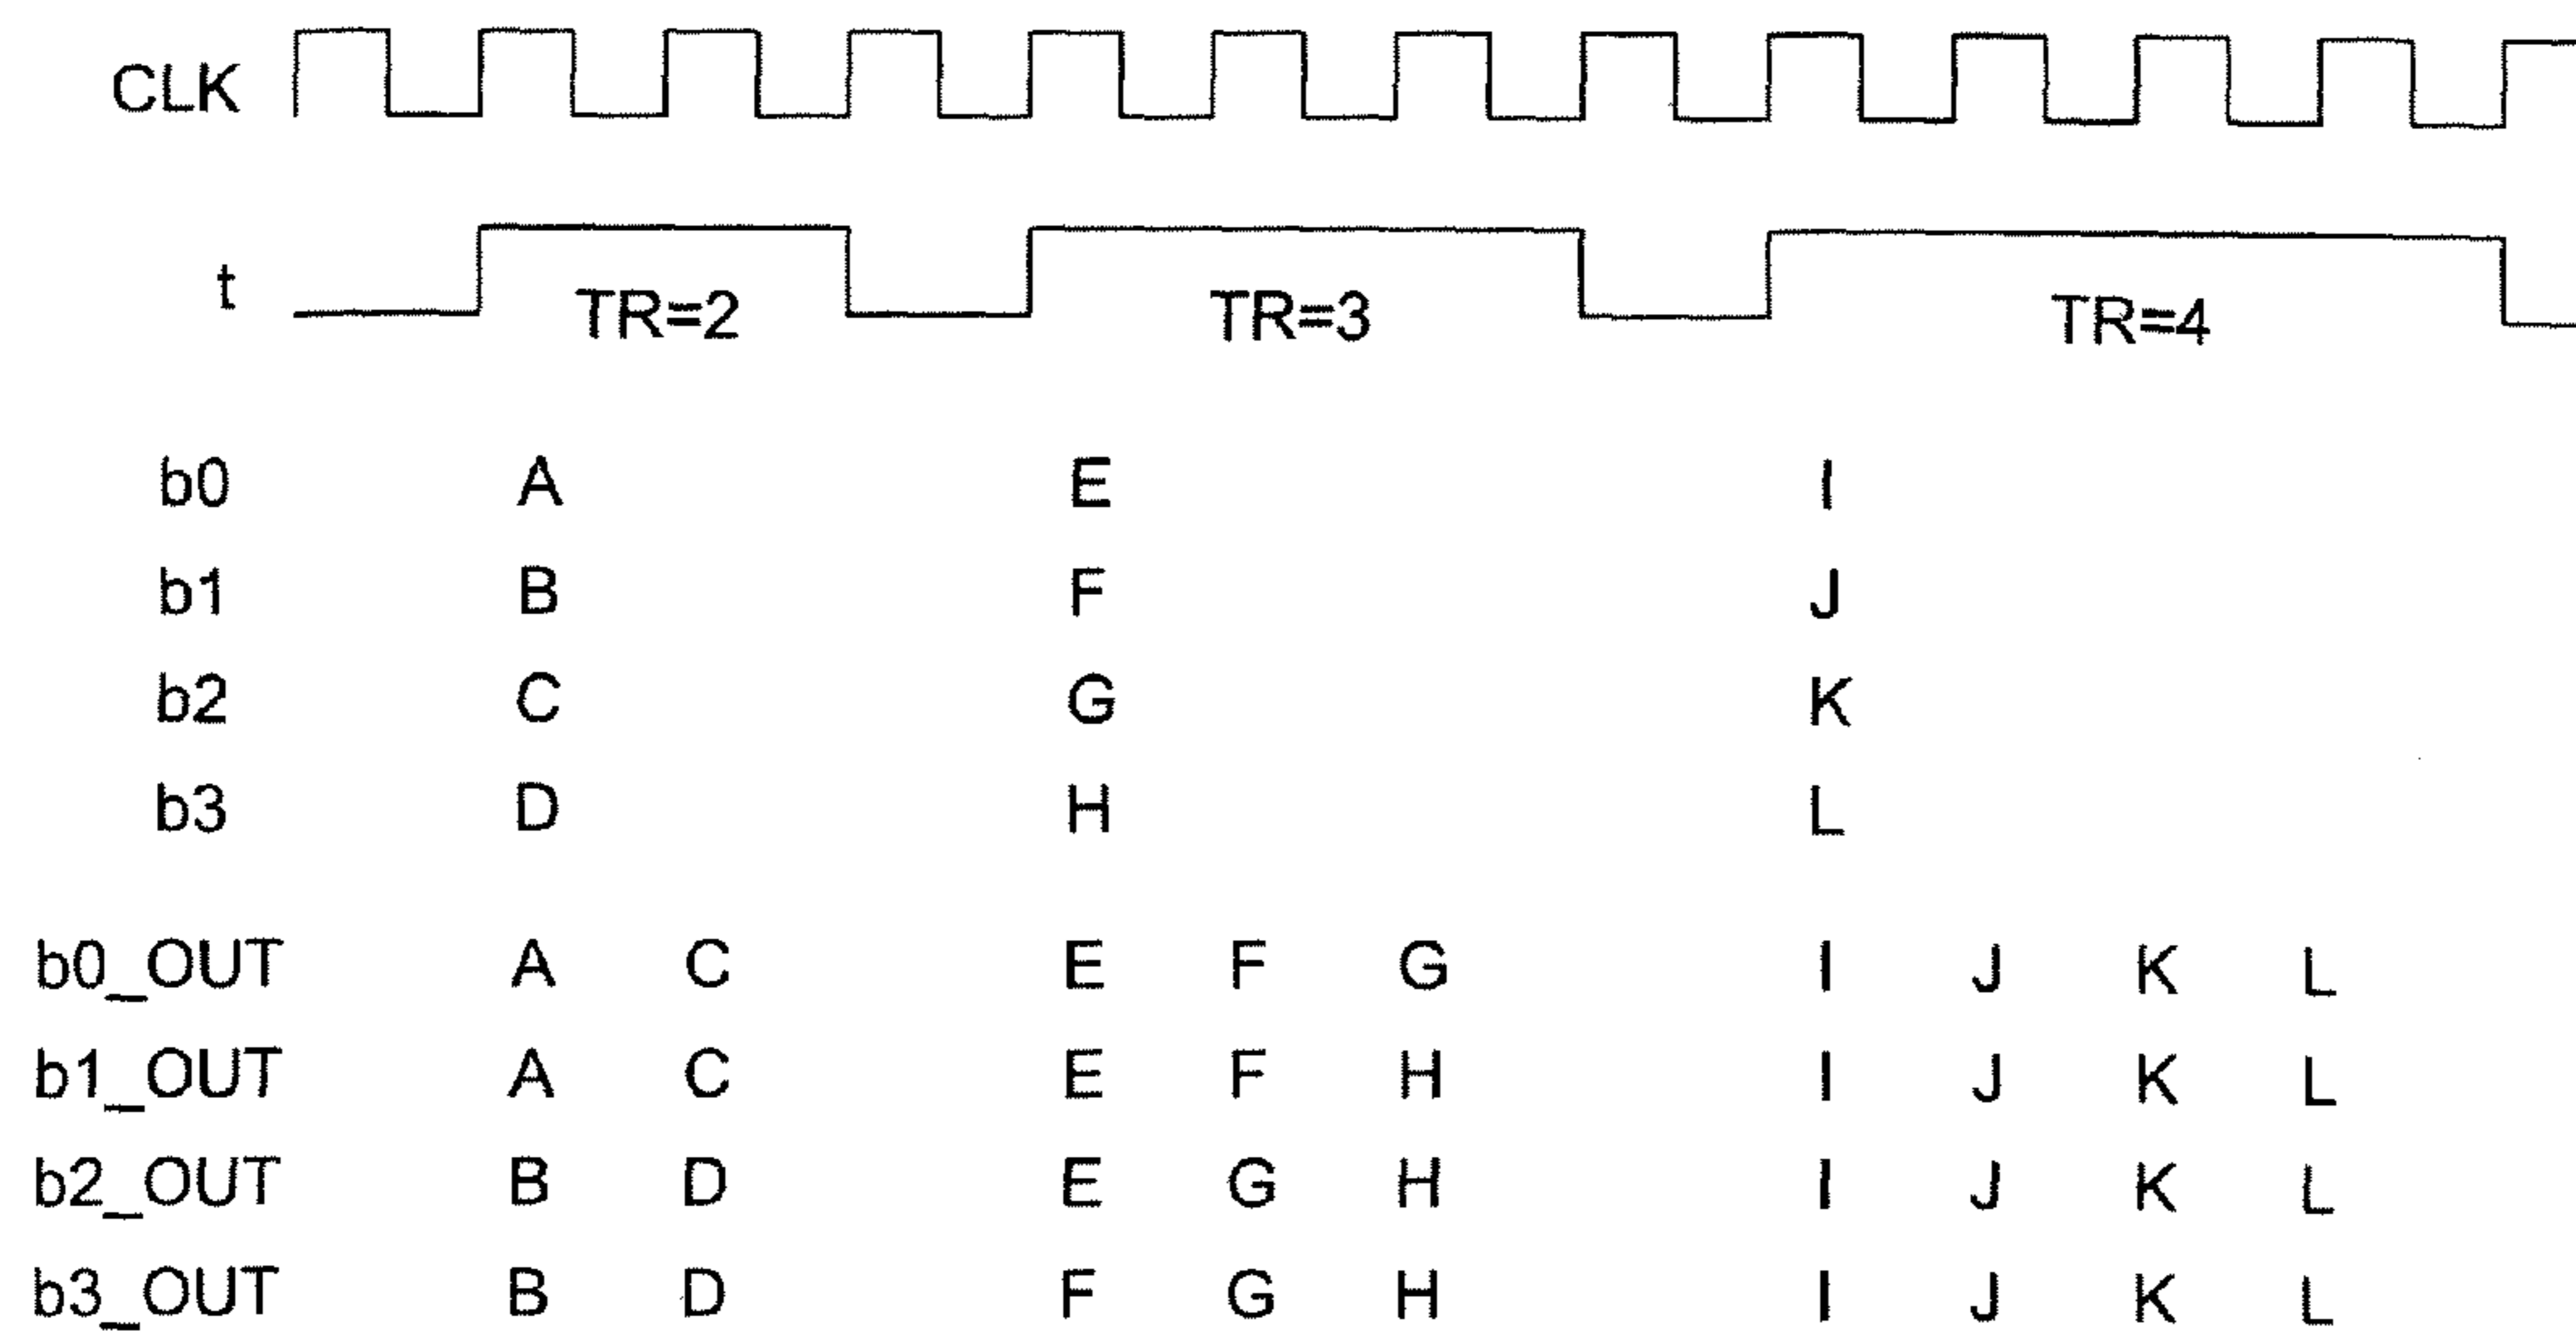 CLK
t TR=2 TR=3 TR=4
b0 A E I
b1 B F J
b2 C G K
b3 D H L
b0_OUT A C E F G I J K L
b1_OUT A C E F H I J K L
b2_OUT B D E G H I J K L
b3_OUT B D F G H I J K L